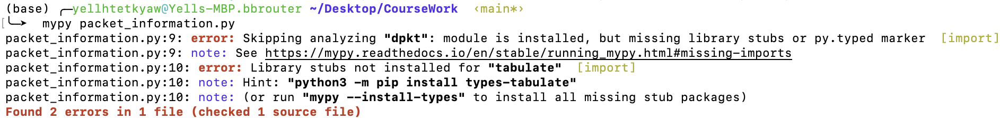 (base) ╭─yellhtetkyaw@Yells-MBP.bbrouter ~/Desktop/CourseWork ‹main*›
[╰─➤ mypy packet_information.py
packet_information.py:9: error: Skipping analyzing "dpkt": module is installed, but missing library stubs or py.typed marker [import]
packet_information.py:9: note: See https://mypy.readthedocs.io/en/stable/running_mypy.html#missing-imports
packet_information.py:10: error: Library stubs not installed for "tabulate" [import]
packet_information.py:10: note: Hint: "python3 -m pip install types-tabulate"
packet_information.py:10: note: (or run "mypy --install-types" to install all missing stub packages)
Found 2 errors in 1 file (checked 1 source file)